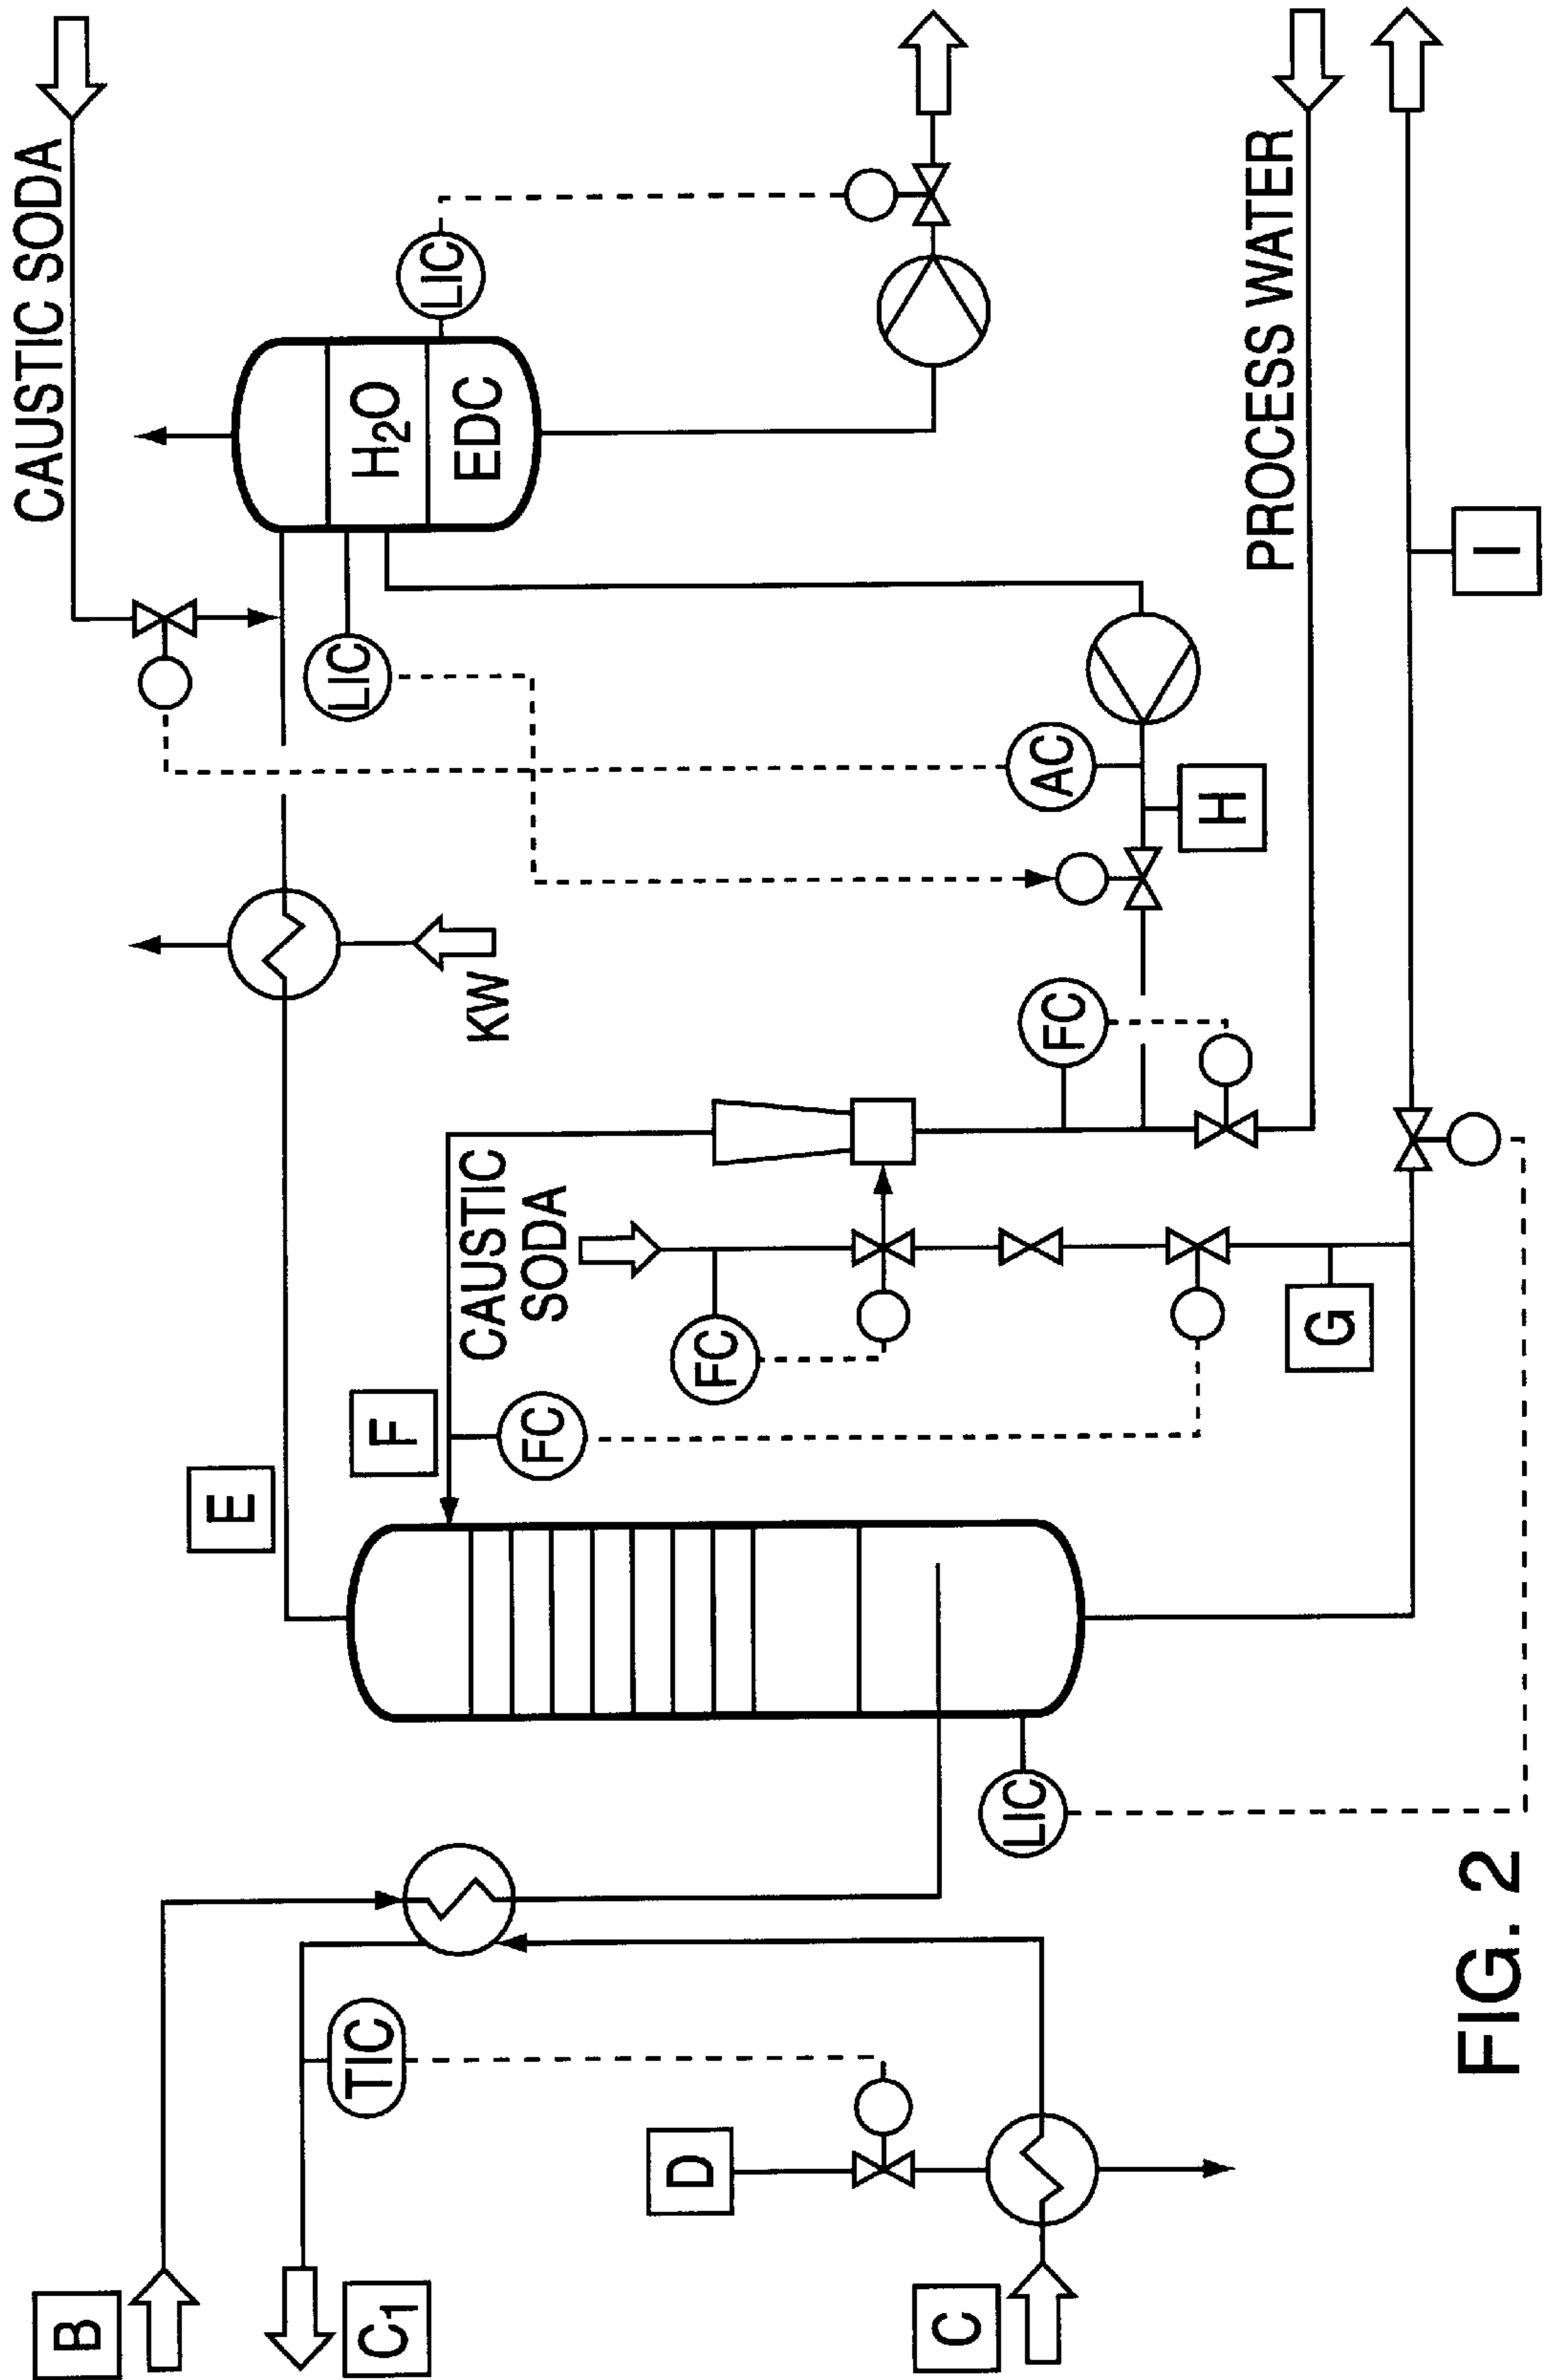 CAUSTIC SODA
LIC
H₂O
EDC
PROCESS WATER
I
LIC
AC
H
KW
FC
CAUSTIC
SODA
FC
G
F
FC
E
LIC
TIC
D
B
C₁
C
FIG. 2